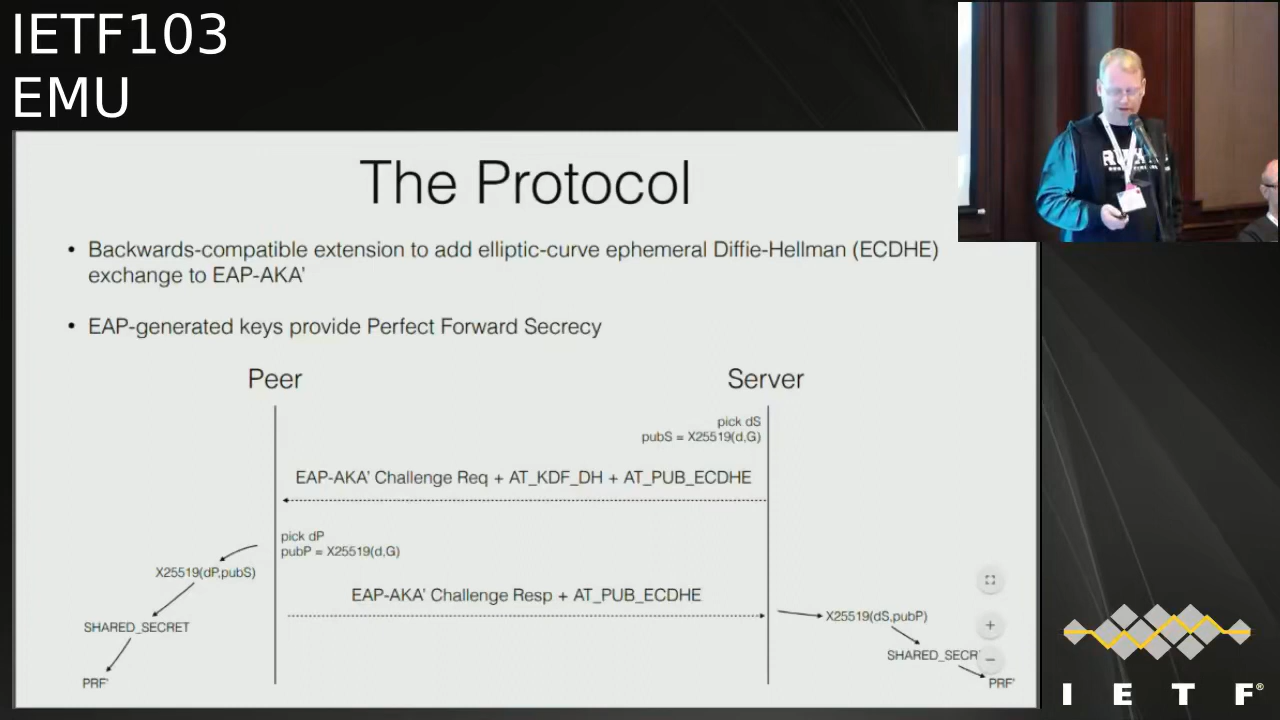 IETF103
EMU
The Protocol
• Backwards-compatible extension to add elliptic-curve ephemeral Diffie-Hellman (ECDHE)
exchange to EAP-AKA'
• EAP-generated keys provide Perfect Forward Secrecy
Peer
Server
pick dS
pubS = X25519(d,G)
EAP-AKA' Challenge Req + AT_KDF_DH + AT_PUB_ECDHE
pick dP
pubP = X25519(d,G)
X25519(dP,pubS)
EAP-AKA' Challenge Resp + AT_PUB_ECDHE
X25519(dS,pubP)
SHARED_SECRET
SHARED_SECR
PRF'
PRF'
I E T F®